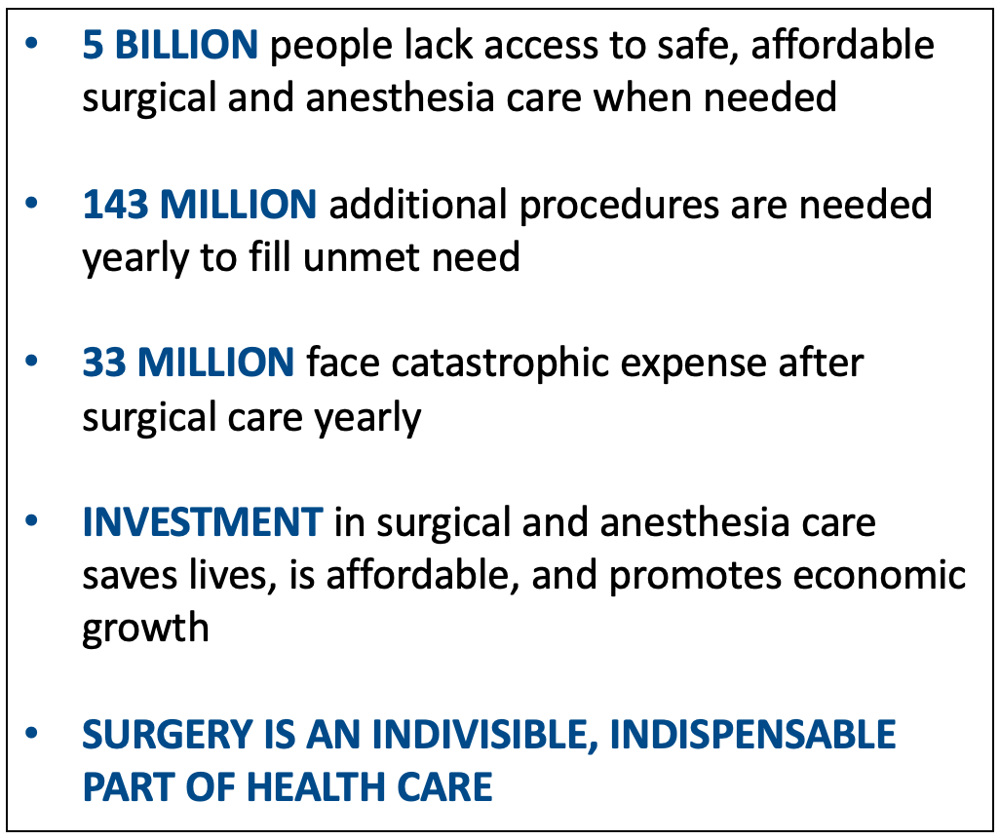 • 5 BILLION people lack access to safe, affordable
surgical and anesthesia care when needed
• 143 MILLION additional procedures are needed
yearly to fill unmet need
• 33 MILLION face catastrophic expense after
surgical care yearly
• INVESTMENT in surgical and anesthesia care
saves lives, is affordable, and promotes economic
growth
• SURGERY IS AN INDIVISIBLE, INDISPENSABLE
PART OF HEALTH CARE